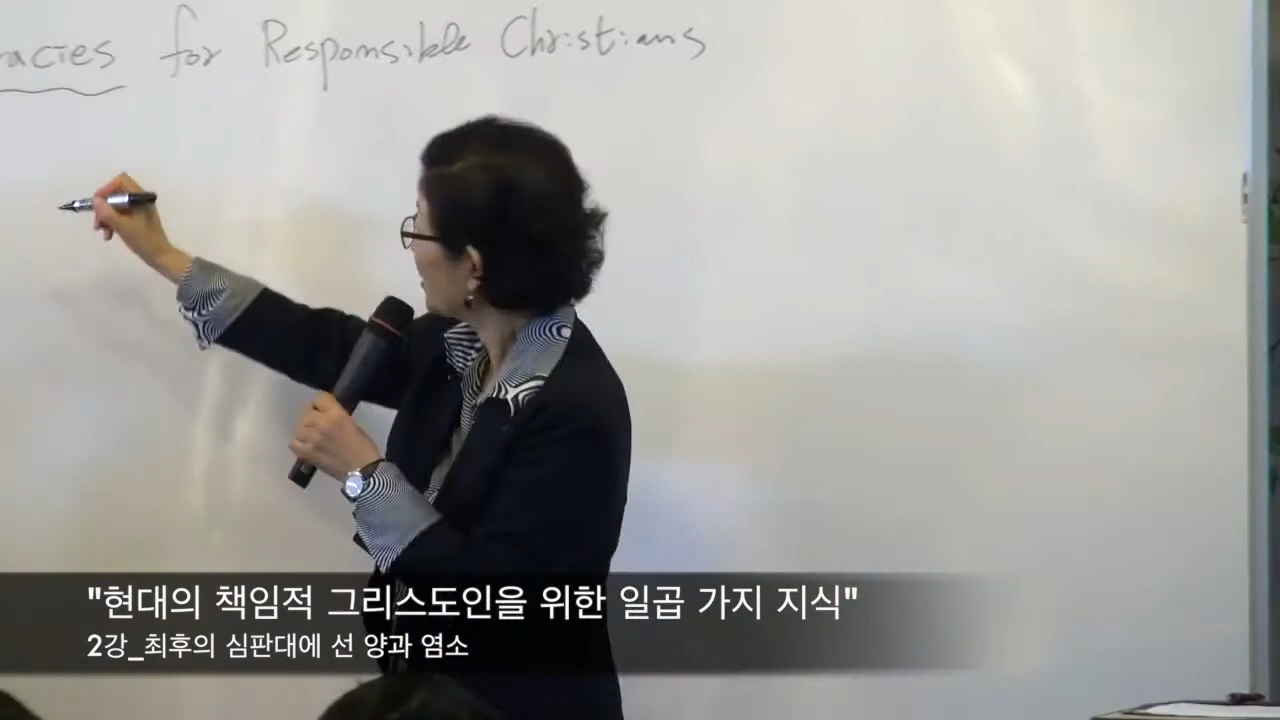 racies for Responsible Christians
"현대의 책임적 그리스도인을 위한 일곱 가지 지식"
2강_최후의 심판대에 선 양과 염소